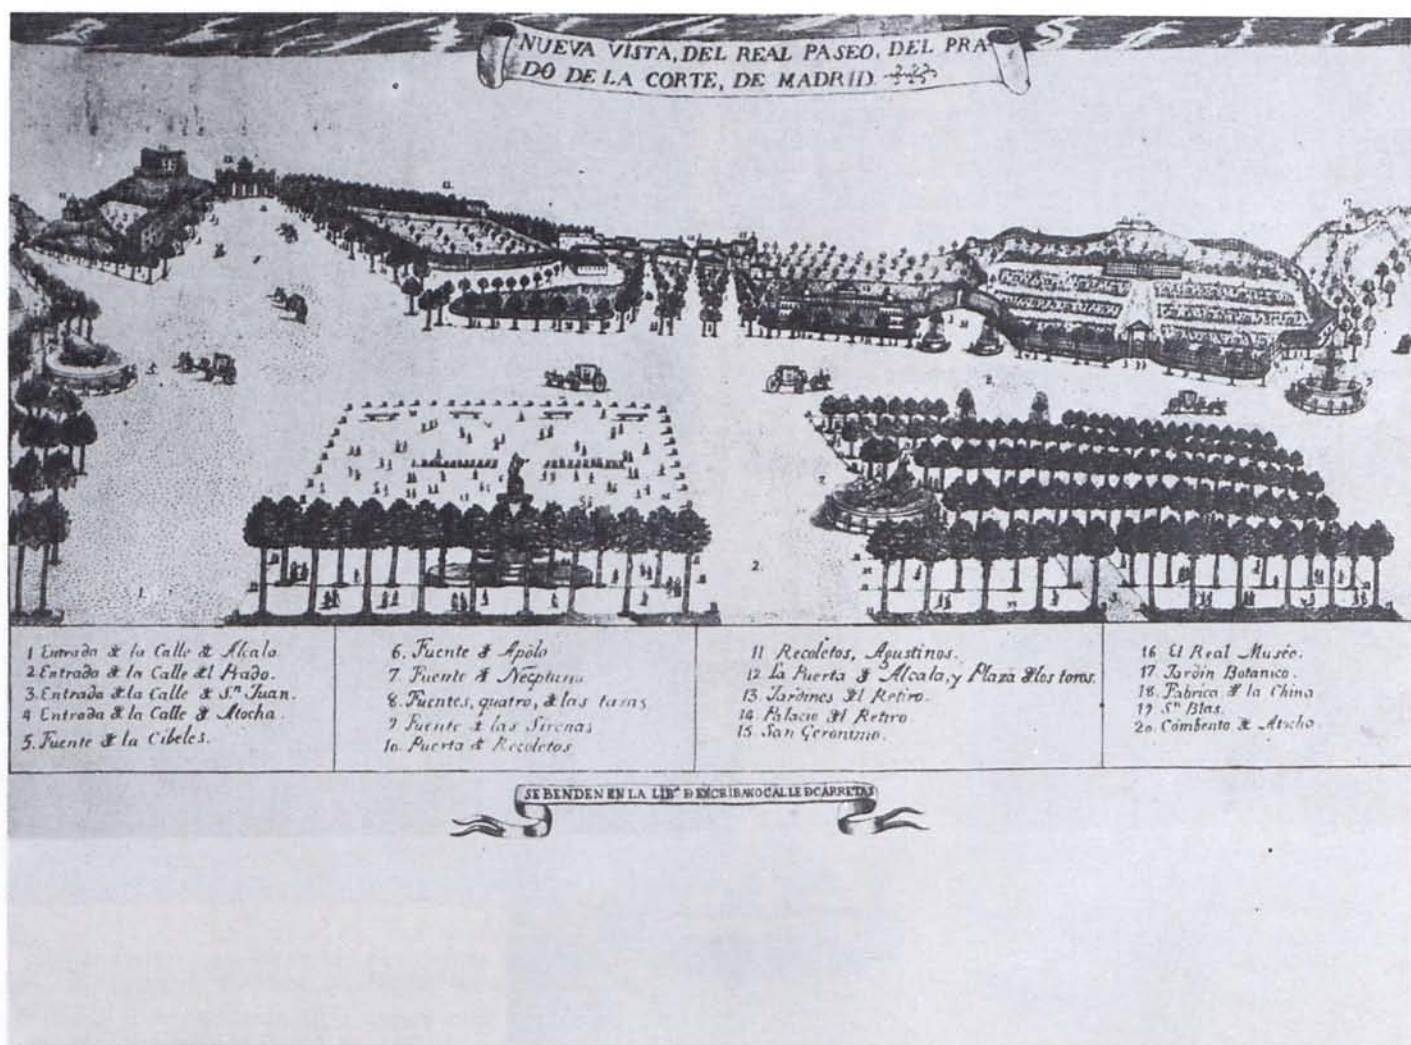 NUEVA VISTA, DEL REAL PASEO, DEL PRA-
DO DE LA CORTE, DE MADRID
1 Entrada de la Calle de Alcala
2 Entrada de la Calle del Prado.
3. Entrada de la Calle de Sn. Juan.
4 Entrada de la Calle de Atocha.
5. Fuente de la Cibeles.
6. Fuente de Apolo
7 Fuente de Neptuno
8. Fuentes, quatro, de las tazas
9 Fuente de las Sirenas
10. Puerta de Recoletos
11 Recoletos, Agustinos.
12 La Puerta de Alcala, y Plaza de los toros.
13. Jardines del Retiro.
14 Palacio del Retiro.
15. San Geronimo.
16 El Real Muséo.
17 Jardin Botanico.
18. Fabrica de la China
19. Sn. Blas.
20. Combento de Atocha
SE BENDEN EN LA LIBa. D ESCRIBANO CALLE D CARRETAS
1.
2.